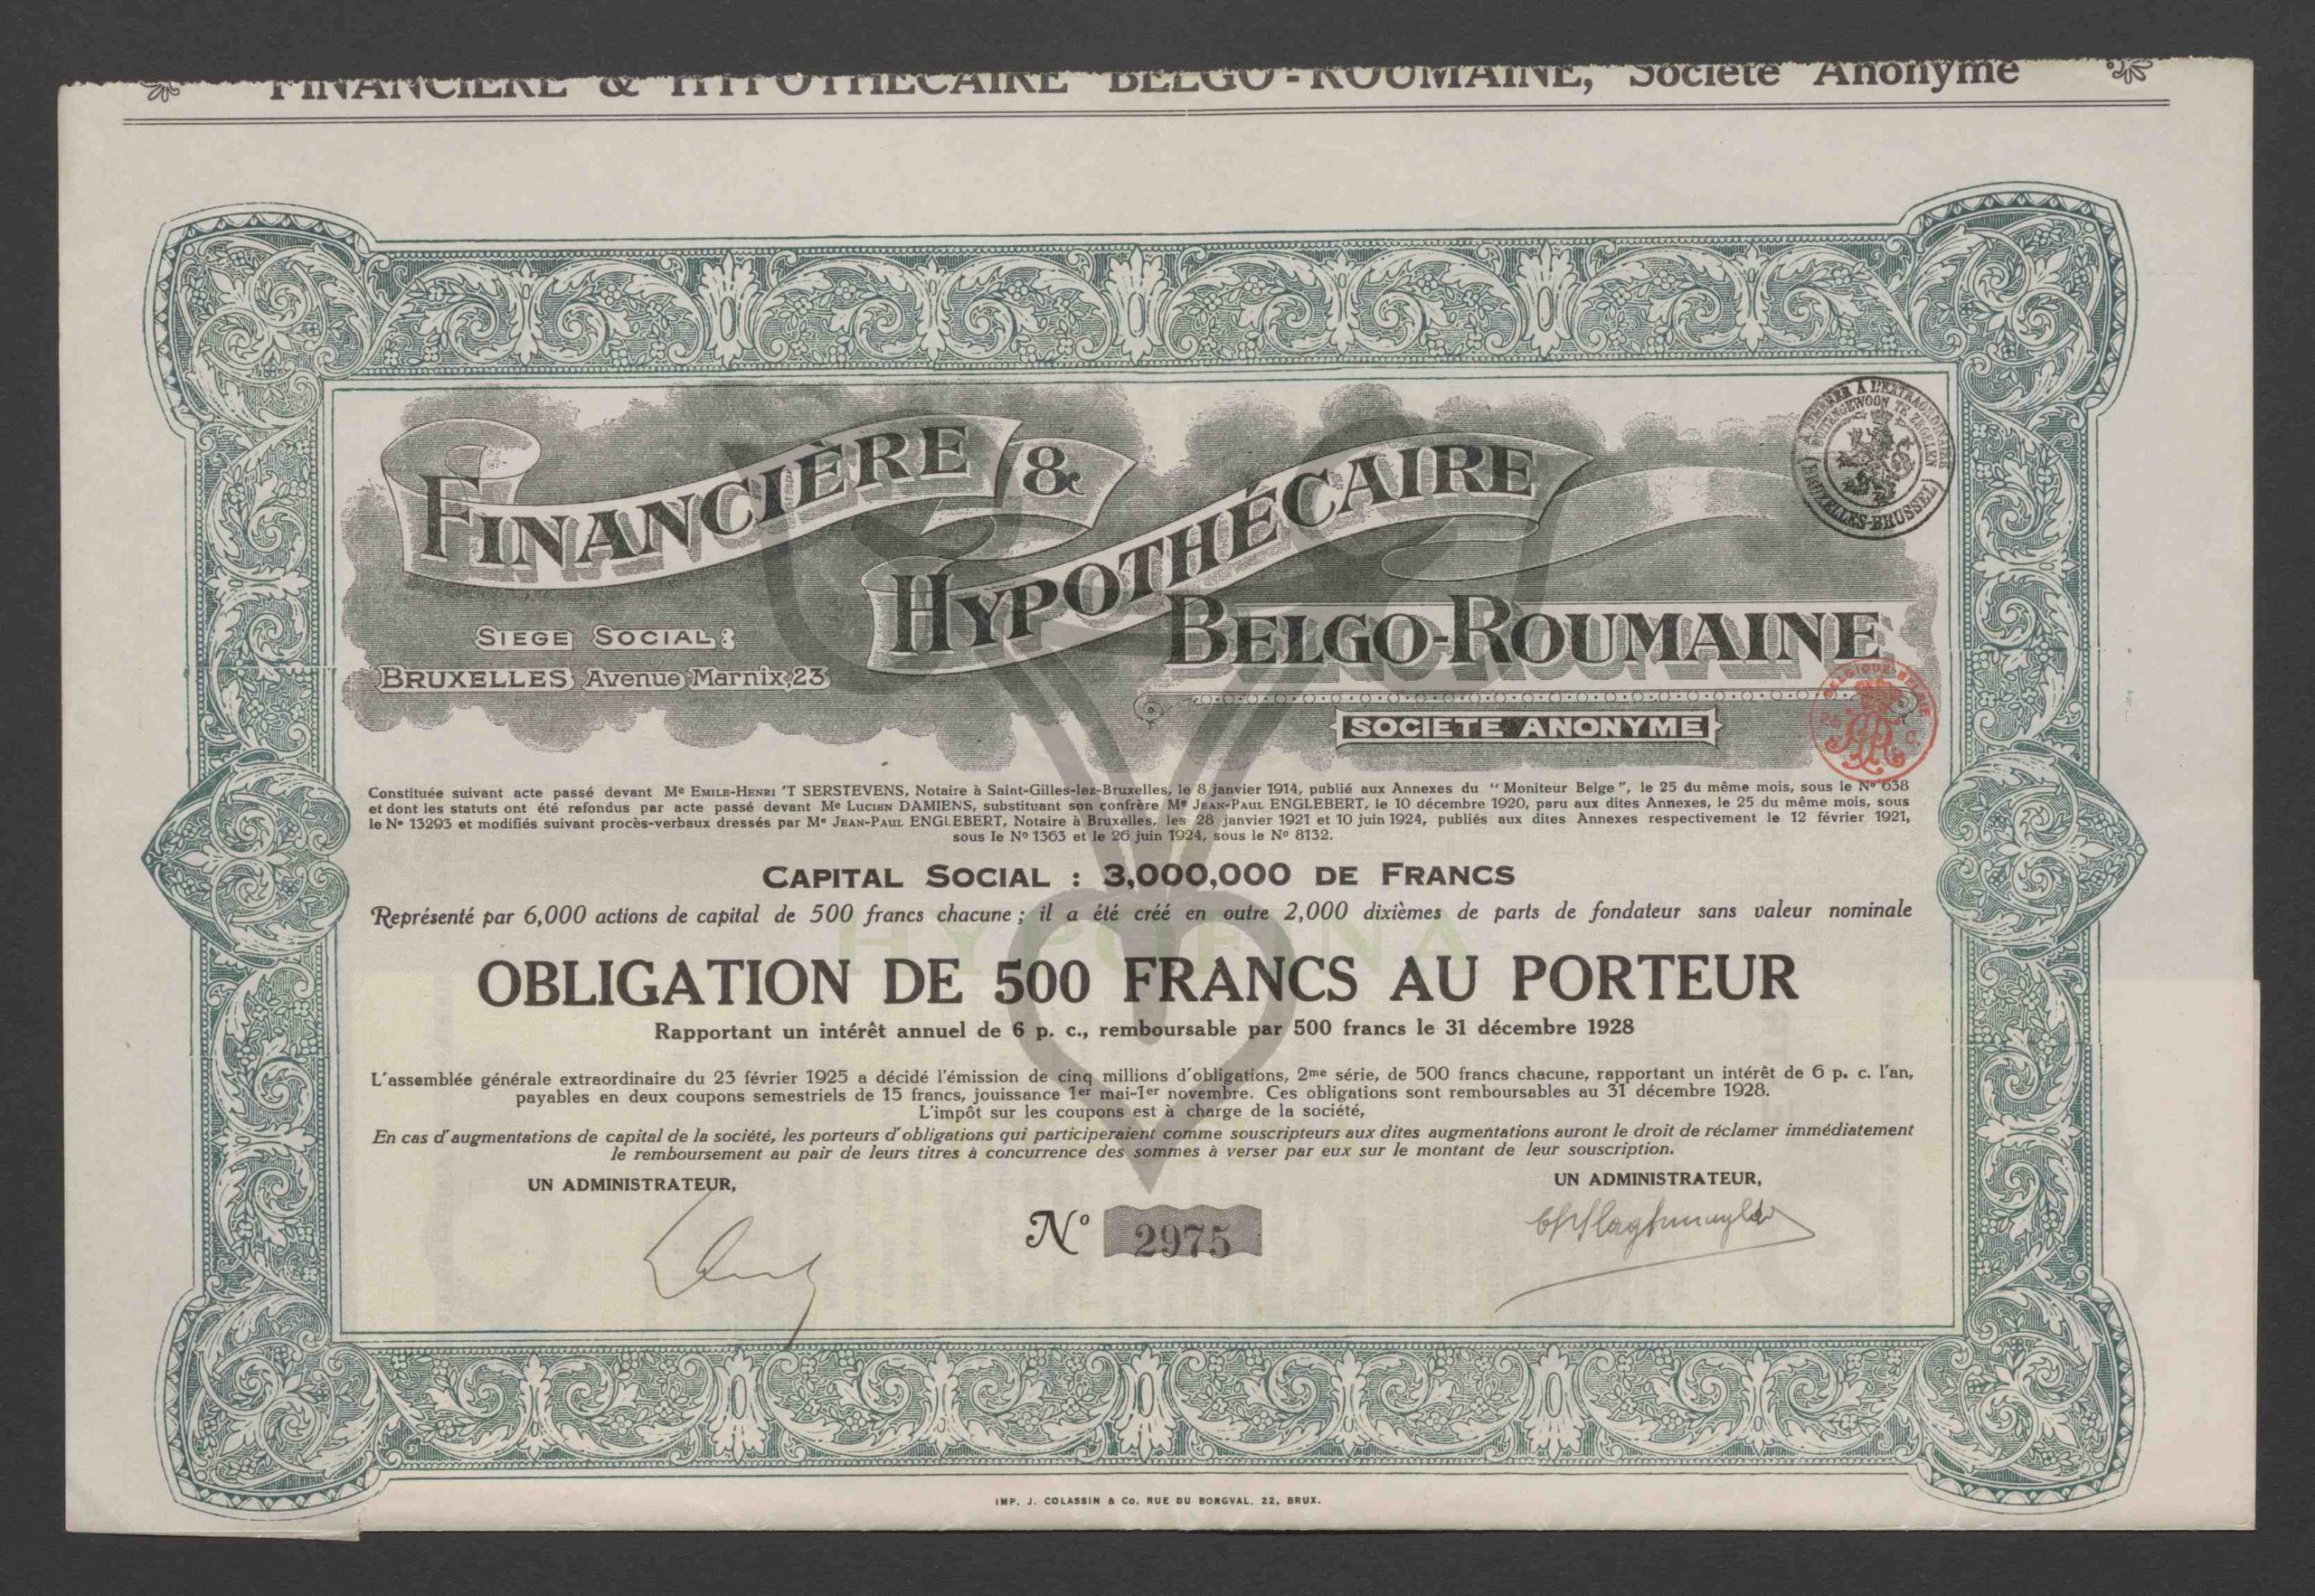 FINANCIÈRE & HYPOTHÉCAIRE BELGO-ROUMAINE, Société Anonyme
FINANCIÈRE &
HYPOTHÉCAIRE
BELGO-ROUMAINE
SOCIETE ANONYME
SIEGE SOCIAL :
BRUXELLES Avenue Marnix, 23
A TIMBRER A L'EXTRAORDINAIRE
BUITENGEWOON TE ZEGELEN
(BRUXELLES-BRUSSEL)
BELGIQUE BELGIE
Constituée suivant acte passé devant Me EMILE-HENRI 'T SERSTEVENS, Notaire à Saint-Gilles-lez-Bruxelles, le 8 janvier 1914, publié aux Annexes du "Moniteur Belge", le 25 du même mois, sous le No 638
et dont les statuts ont été refondus par acte passé devant Me LUCIEN DAMIENS, substituant son confrère Me JEAN-PAUL ENGLEBERT, le 10 décembre 1920, paru aux dites Annexes, le 25 du même mois, sous
le No 13293 et modifiés suivant procès-verbaux dressés par Me JEAN-PAUL ENGLEBERT, Notaire à Bruxelles, les 28 janvier 1921 et 10 juin 1924, publiés aux dites Annexes respectivement le 12 février 1921,
sous le No 1363 et le 26 juin 1924, sous le No 8132.
CAPITAL SOCIAL : 3,000,000 DE FRANCS
Représenté par 6,000 actions de capital de 500 francs chacune ; il a été créé en outre 2,000 dixièmes de parts de fondateur sans valeur nominale
HYPOFINA
OBLIGATION DE 500 FRANCS AU PORTEUR
Rapportant un intérêt annuel de 6 p. c., remboursable par 500 francs le 31 décembre 1928
L'assemblée générale extraordinaire du 23 février 1925 a décidé l'émission de cinq millions d'obligations, 2me série, de 500 francs chacune, rapportant un intérêt de 6 p. c. l'an,
payables en deux coupons semestriels de 15 francs, jouissance 1er mai-1er novembre. Ces obligations sont remboursables au 31 décembre 1928.
L'impôt sur les coupons est à charge de la société,
En cas d'augmentations de capital de la société, les porteurs d'obligations qui participeraient comme souscripteurs aux dites augmentations auront le droit de réclamer immédiatement
le remboursement au pair de leurs titres à concurrence des sommes à verser par eux sur le montant de leur souscription.
UN ADMINISTRATEUR,
UN ADMINISTRATEUR,
No 2975
IMP. J. COLASSIN & Co. RUE DU BORGVAL, 22, BRUX.